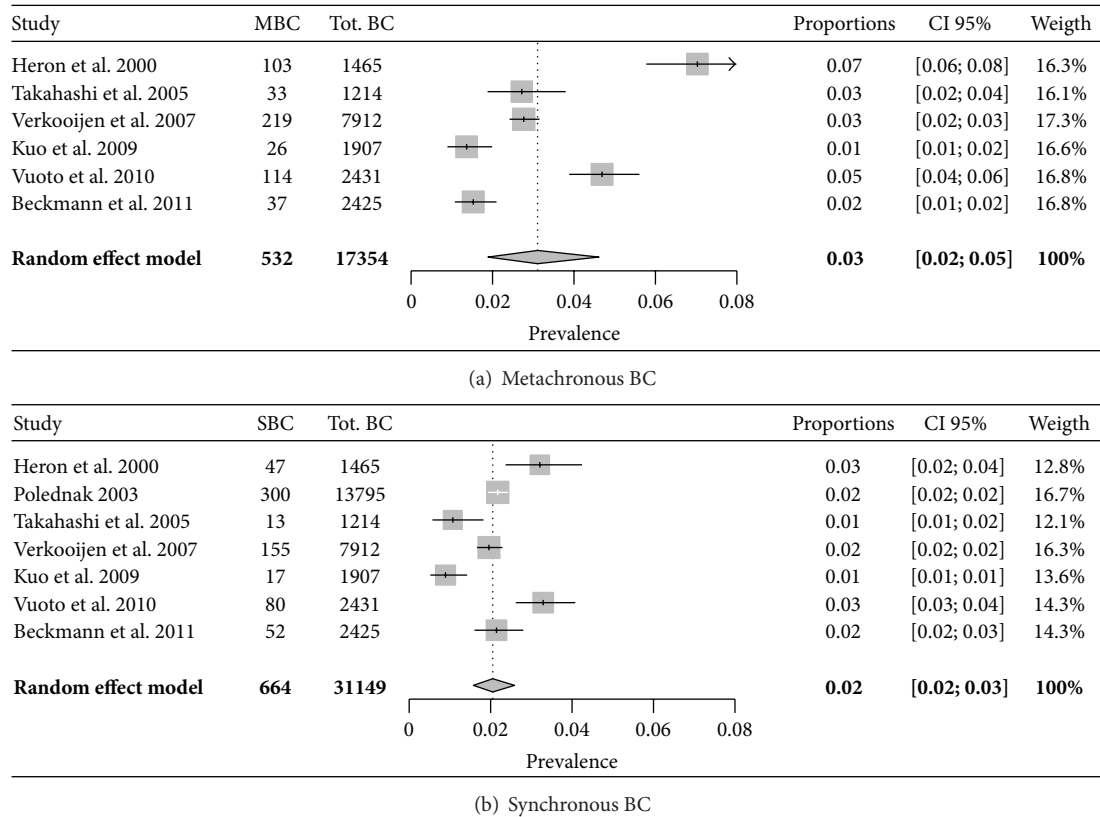 Study MBC Tot. BC Proportions CI 95% Weigth
Heron et al. 2000 103 1465 0.07 [0.06; 0.08] 16.3%
Takahashi et al. 2005 33 1214 0.03 [0.02; 0.04] 16.1%
Verkooijen et al. 2007 219 7912 0.03 [0.02; 0.03] 17.3%
Kuo et al. 2009 26 1907 0.01 [0.01; 0.02] 16.6%
Vuoto et al. 2010 114 2431 0.05 [0.04; 0.06] 16.8%
Beckmann et al. 2011 37 2425 0.02 [0.01; 0.02] 16.8%
Random effect model 532 17354 0.03 [0.02; 0.05] 100%
0 0.02 0.04 0.06 0.08
Prevalence
(a) Metachronous BC
Study SBC Tot. BC Proportions CI 95% Weigth
Heron et al. 2000 47 1465 0.03 [0.02; 0.04] 12.8%
Polednak 2003 300 13795 0.02 [0.02; 0.02] 16.7%
Takahashi et al. 2005 13 1214 0.01 [0.01; 0.02] 12.1%
Verkooijen et al. 2007 155 7912 0.02 [0.02; 0.02] 16.3%
Kuo et al. 2009 17 1907 0.01 [0.01; 0.01] 13.6%
Vuoto et al. 2010 80 2431 0.03 [0.03; 0.04] 14.3%
Beckmann et al. 2011 52 2425 0.02 [0.02; 0.03] 14.3%
Random effect model 664 31149 0.02 [0.02; 0.03] 100%
0 0.02 0.04 0.06 0.08
Prevalence
(b) Synchronous BC